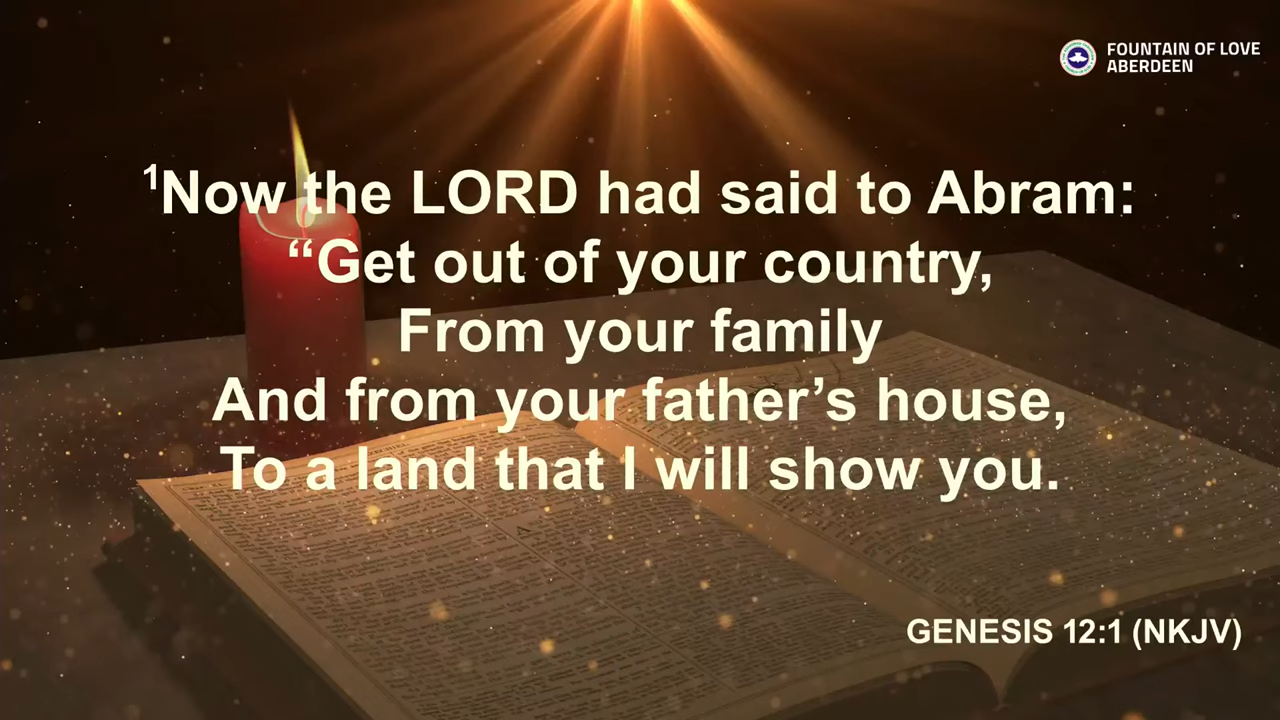 FOUNTAIN OF LOVE
ABERDEEN
¹Now the LORD had said to Abram:
“Get out of your country,
From your family
And from your father’s house,
To a land that I will show you.
GENESIS 12:1 (NKJV)